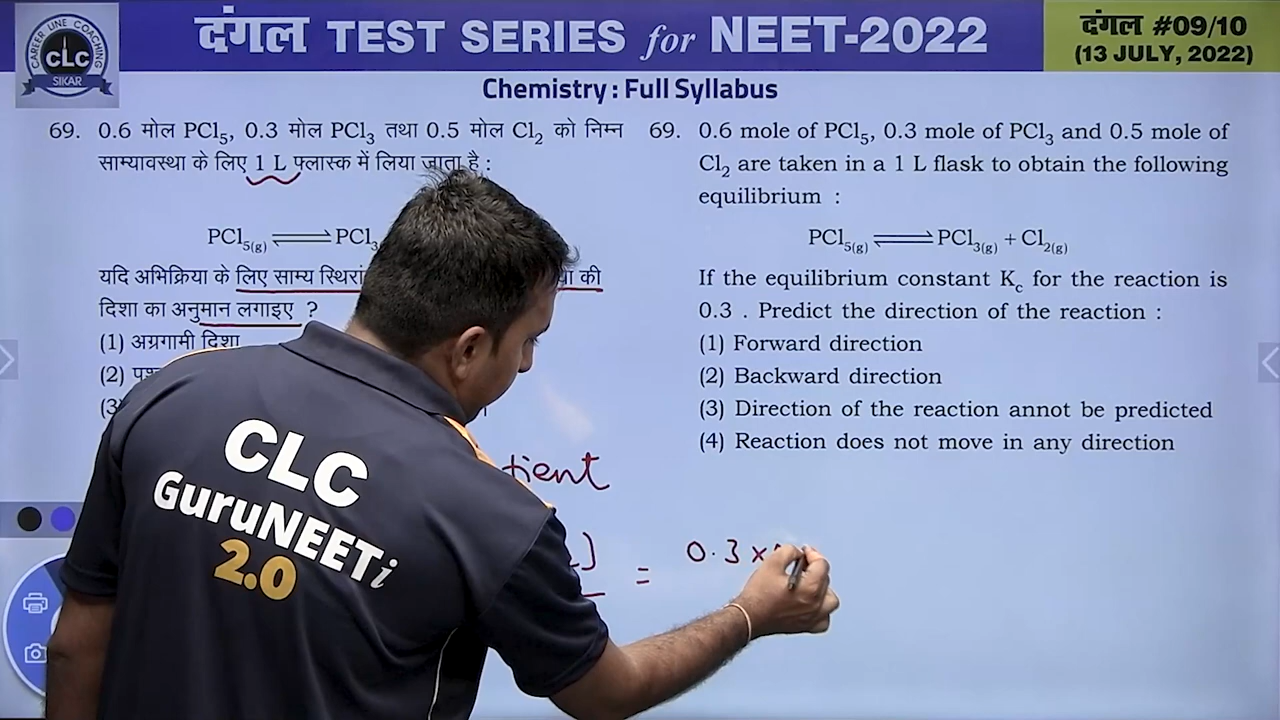 दंगल TEST SERIES for NEET-2022
दंगल #09/10
(13 JULY, 2022)
CAREER LINE COACHING
CLC
SIKAR
Chemistry : Full Syllabus
69. 0.6 मोल PCl₅, 0.3 मोल PCl₃ तथा 0.5 मोल Cl₂ को निम्न
साम्यावस्था के लिए 1 L फ्लास्क में लिया जाता है :
PCl₅(g) ⇌ PCl₃
यदि अभिक्रिया के लिए साम्य की
दिशा का अनुमान लगाइए ?
(1) अग्रगामी दिशा
(2)
(3)
69. 0.6 mole of PCl₅, 0.3 mole of PCl₃ and 0.5 mole of
Cl₂ are taken in a 1 L flask to obtain the following
equilibrium :
PCl₅(g) ⇌ PCl₃(g) + Cl₂(g)
If the equilibrium constant Kc for the reaction is
0.3 . Predict the direction of the reaction :
(1) Forward direction
(2) Backward direction
(3) Direction of the reaction annot be predicted
(4) Reaction does not move in any direction
tient
= 0.3 ×
CLC
GuruNEETi
2.0